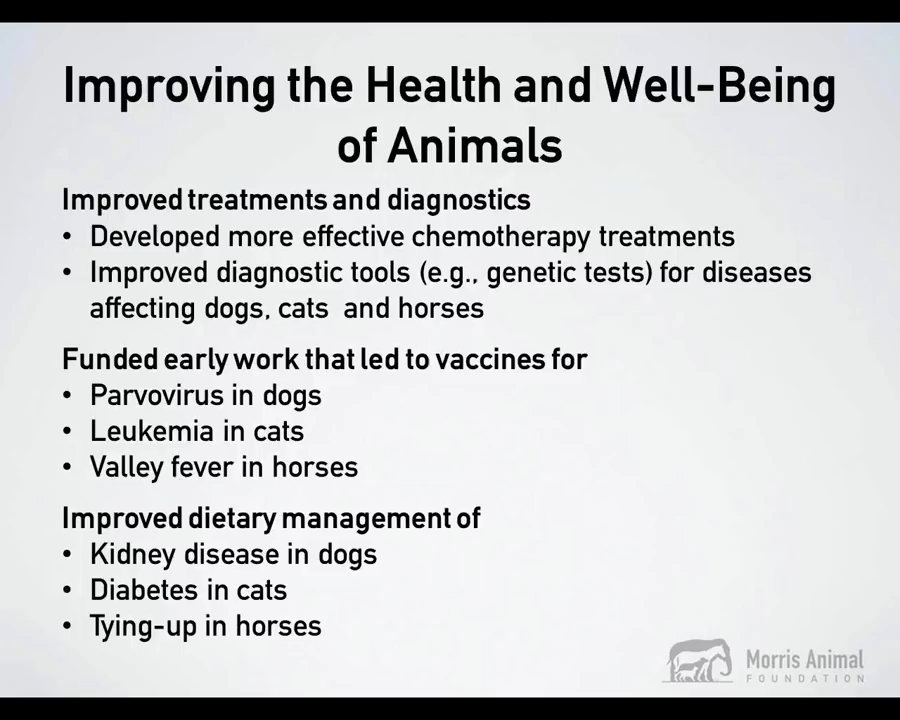 Improving the Health and Well-Being
of Animals
Improved treatments and diagnostics
• Developed more effective chemotherapy treatments
• Improved diagnostic tools (e.g., genetic tests) for diseases
affecting dogs, cats and horses
Funded early work that led to vaccines for
• Parvovirus in dogs
• Leukemia in cats
• Valley fever in horses
Improved dietary management of
• Kidney disease in dogs
• Diabetes in cats
• Tying-up in horses
Morris Animal
FOUNDATION